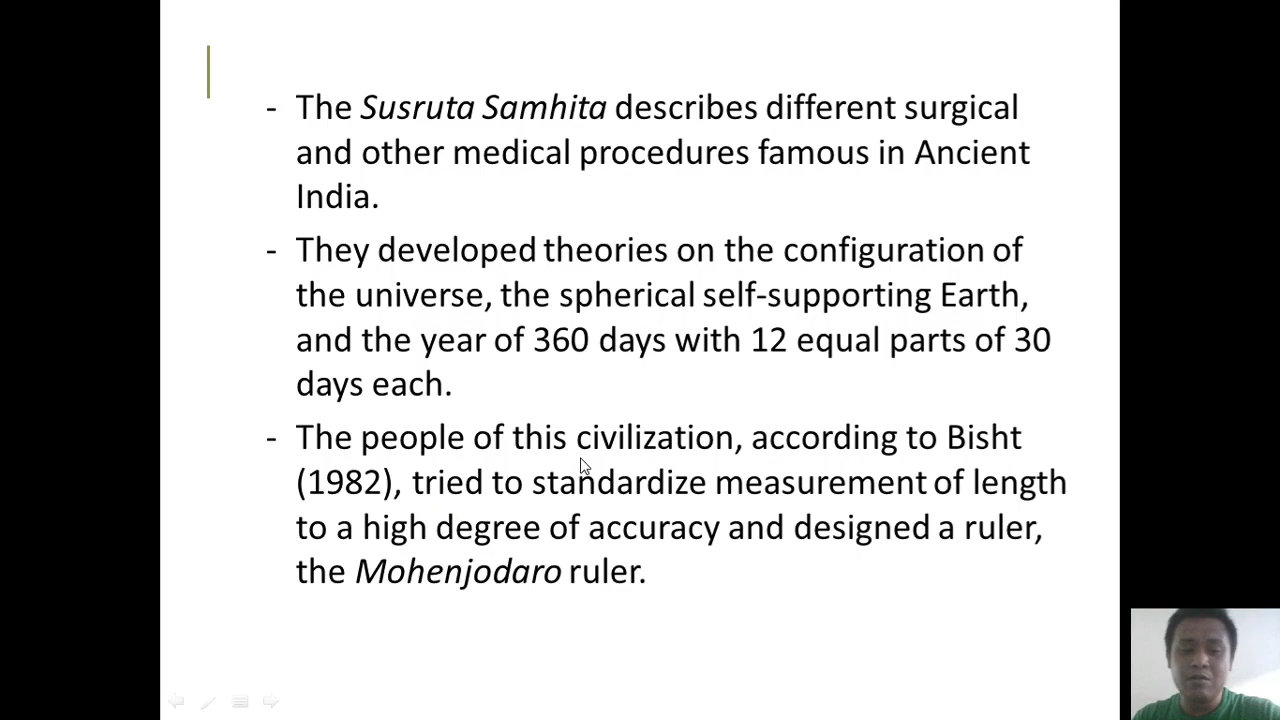 - The Susruta Samhita describes different surgical
and other medical procedures famous in Ancient
India.
- They developed theories on the configuration of
the universe, the spherical self-supporting Earth,
and the year of 360 days with 12 equal parts of 30
days each.
- The people of this civilization, according to Bisht
(1982), tried to standardize measurement of length
to a high degree of accuracy and designed a ruler,
the Mohenjodaro ruler.